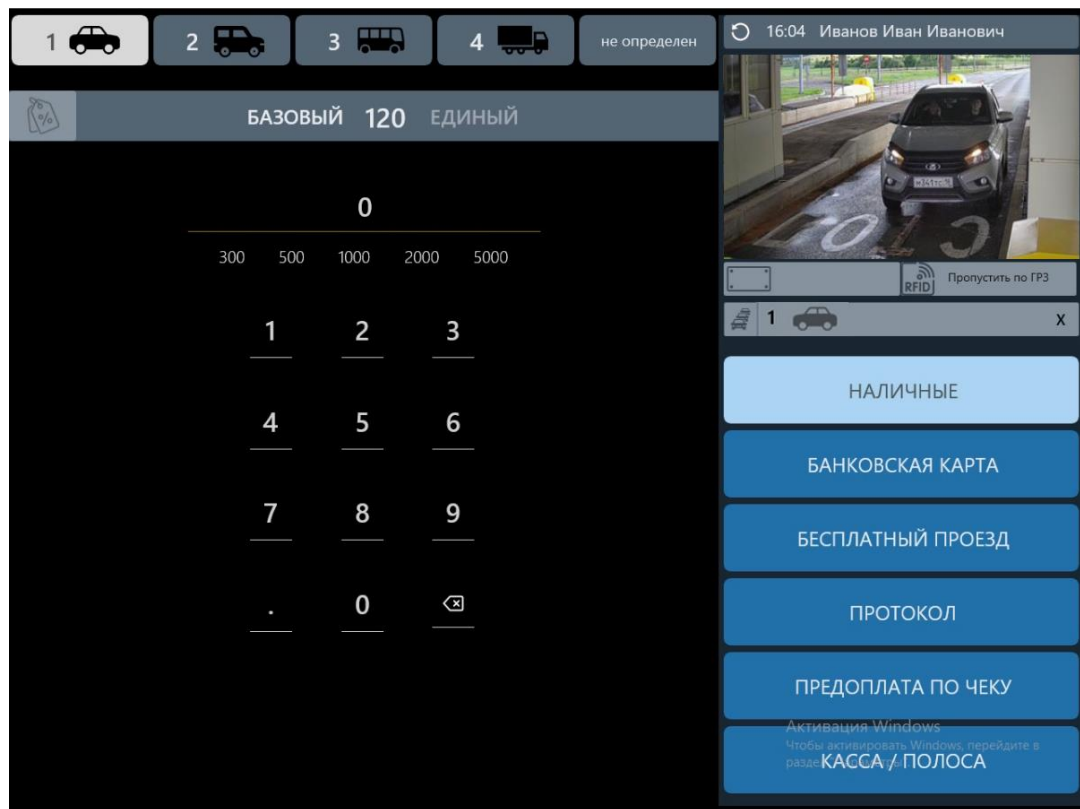 1
2
3
4
не определен
16:04 Иванов Иван Иванович
БАЗОВЫЙ 120 ЕДИНЫЙ
0
300 500 1000 2000 5000
1 2 3
4 5 6
7 8 9
. 0
RFID Пропустить по ГРЗ
1 X
НАЛИЧНЫЕ
БАНКОВСКАЯ КАРТА
БЕСПЛАТНЫЙ ПРОЕЗД
ПРОТОКОЛ
ПРЕДОПЛАТА ПО ЧЕКУ
Активация Windows
Чтобы активировать Windows, перейдите в
КАССА / ПОЛОСА